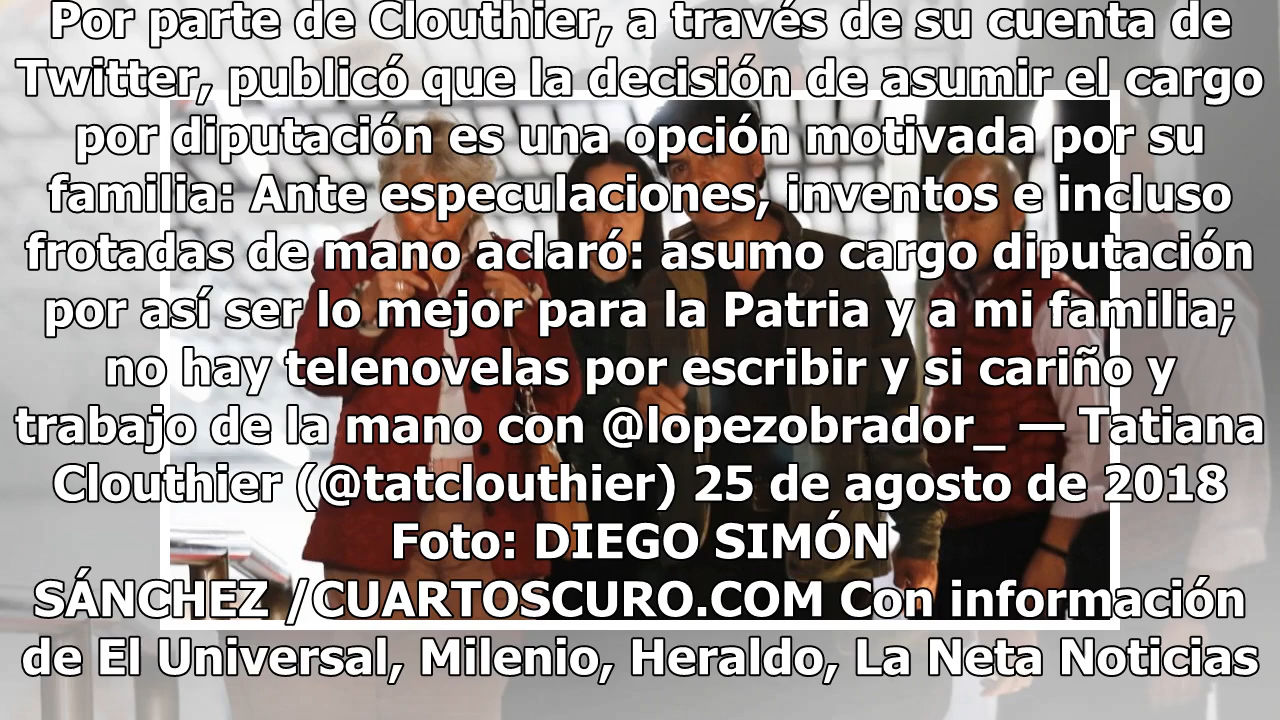 Por parte de Clouthier, a través de su cuenta de
Twitter, publicó que la decisión de asumir el cargo
por diputación es una opción motivada por su
familia: Ante especulaciones, inventos e incluso
frotadas de mano aclaró: asumo cargo diputación
por así ser lo mejor para la Patria y a mi familia;
no hay telenovelas por escribir y si cariño y
trabajo de la mano con @lopezobrador_ — Tatiana
Clouthier (@tatclouthier) 25 de agosto de 2018
Foto: DIEGO SIMÓN
SÁNCHEZ /CUARTOSCURO.COM Con información
de El Universal, Milenio, Heraldo, La Neta Noticias